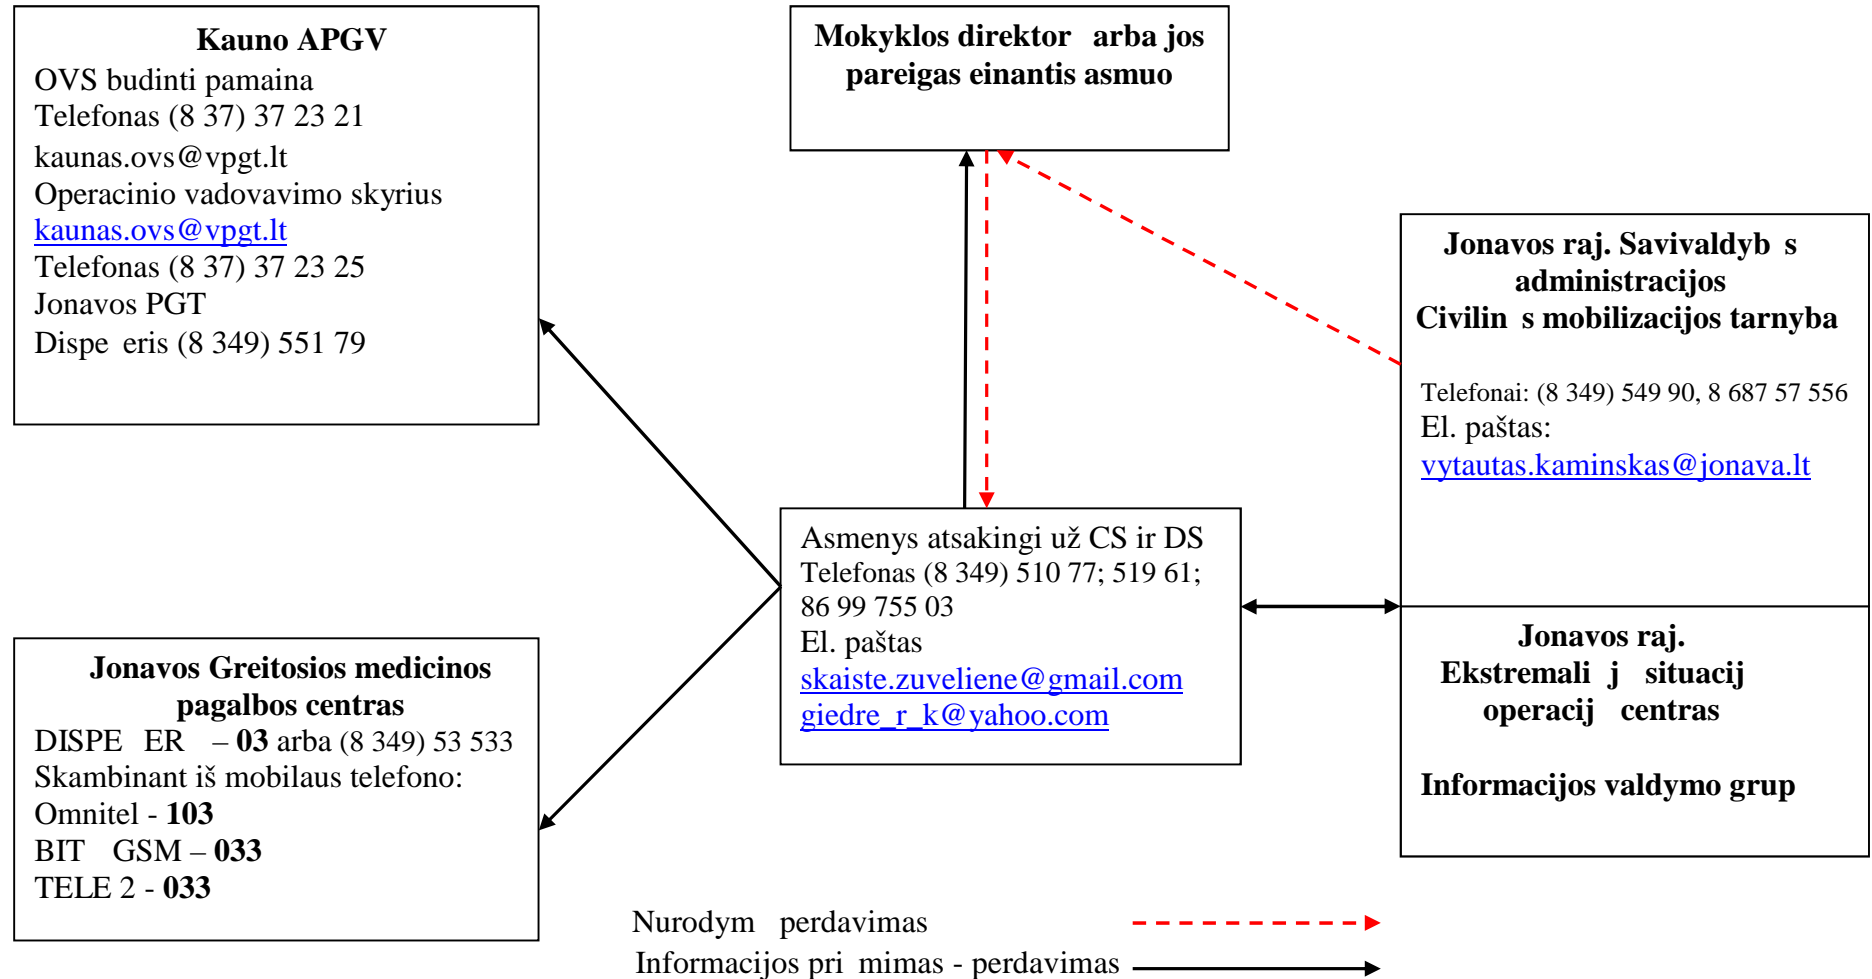 Kauno APGV
OVS budinti pamaina
Telefonas (8 37) 37 23 21
kaunas.ovs@vpgt.lt
Operacinio vadovavimo skyrius
kaunas.ovs@vpgt.lt
Telefonas (8 37) 37 23 25
Jonavos PGT
Dispe eris (8 349) 551 79
Mokyklos direktor arba jos
pareigas einantis asmuo
Jonavos raj. Savivaldyb s
administracijos
Civilin s mobilizacijos tarnyba
Telefonai: (8 349) 549 90, 8 687 57 556
El. paštas:
vytautas.kaminskas@jonava.lt
Asmenys atsakingi už CS ir DS
Telefonas (8 349) 510 77; 519 61;
86 99 755 03
El. paštas
skaiste.zuveliene@gmail.com
giedre_r_k@yahoo.com
Jonavos raj.
Ekstremali j situacij
operacij centras
Informacijos valdymo grup
Jonavos Greitosios medicinos
pagalbos centras
DISPE ER – 03 arba (8 349) 53 533
Skambinant iš mobilaus telefono:
Omnitel - 103
BIT GSM – 033
TELE 2 - 033
Nurodym perdavimas
Informacijos pri mimas - perdavimas